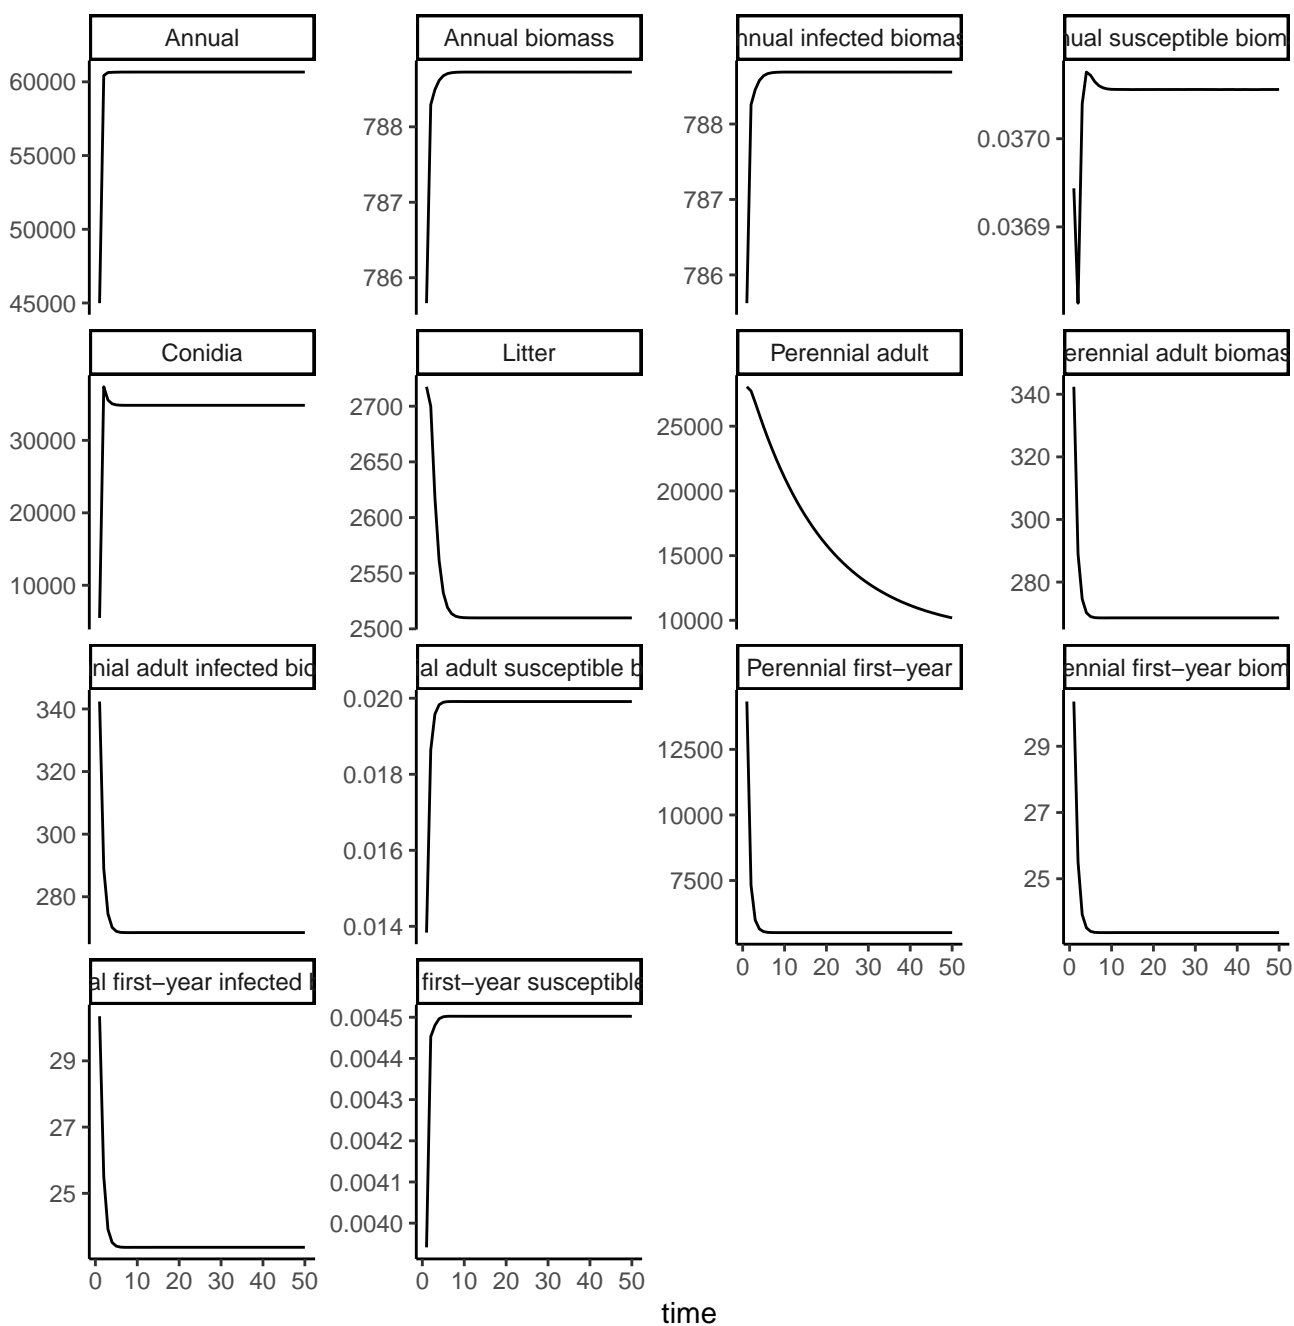 Annual
Annual biomass
nnual infected biomas
nual susceptible biom
60000
55000
50000
45000
788
787
786
788
787
786
0.0370
0.0369
Conidia
Litter
Perennial adult
erennial adult biomas
30000
20000
10000
2700
2650
2600
2550
2500
25000
20000
15000
10000
340
320
300
280
nial adult infected bio
al adult susceptible b
Perennial first−year
ennial first−year biom
340
320
300
280
0.020
0.018
0.016
0.014
12500
10000
7500
29
27
25
0 10 20 30 40 50
0 10 20 30 40 50
al first−year infected b
first−year susceptible
29
27
25
0.0045
0.0044
0.0043
0.0042
0.0041
0.0040
0 10 20 30 40 50
0 10 20 30 40 50
time